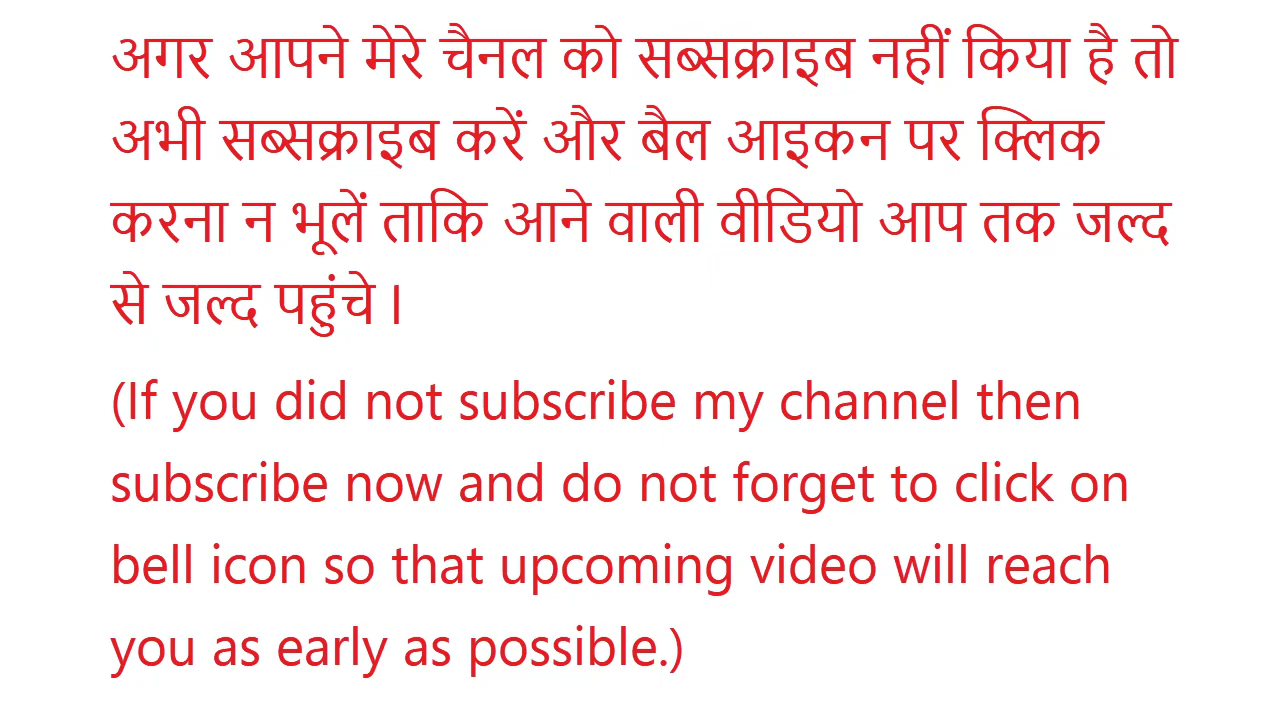 अगर आपने मेरे चैनल को सब्सक्राइब नहीं किया है तो
अभी सब्सक्राइब करें और बैल आइकन पर क्लिक
करना न भूलें ताकि आने वाली वीडियो आप तक जल्द
से जल्द पहुंचे।
(If you did not subscribe my channel then
subscribe now and do not forget to click on
bell icon so that upcoming video will reach
you as early as possible.)